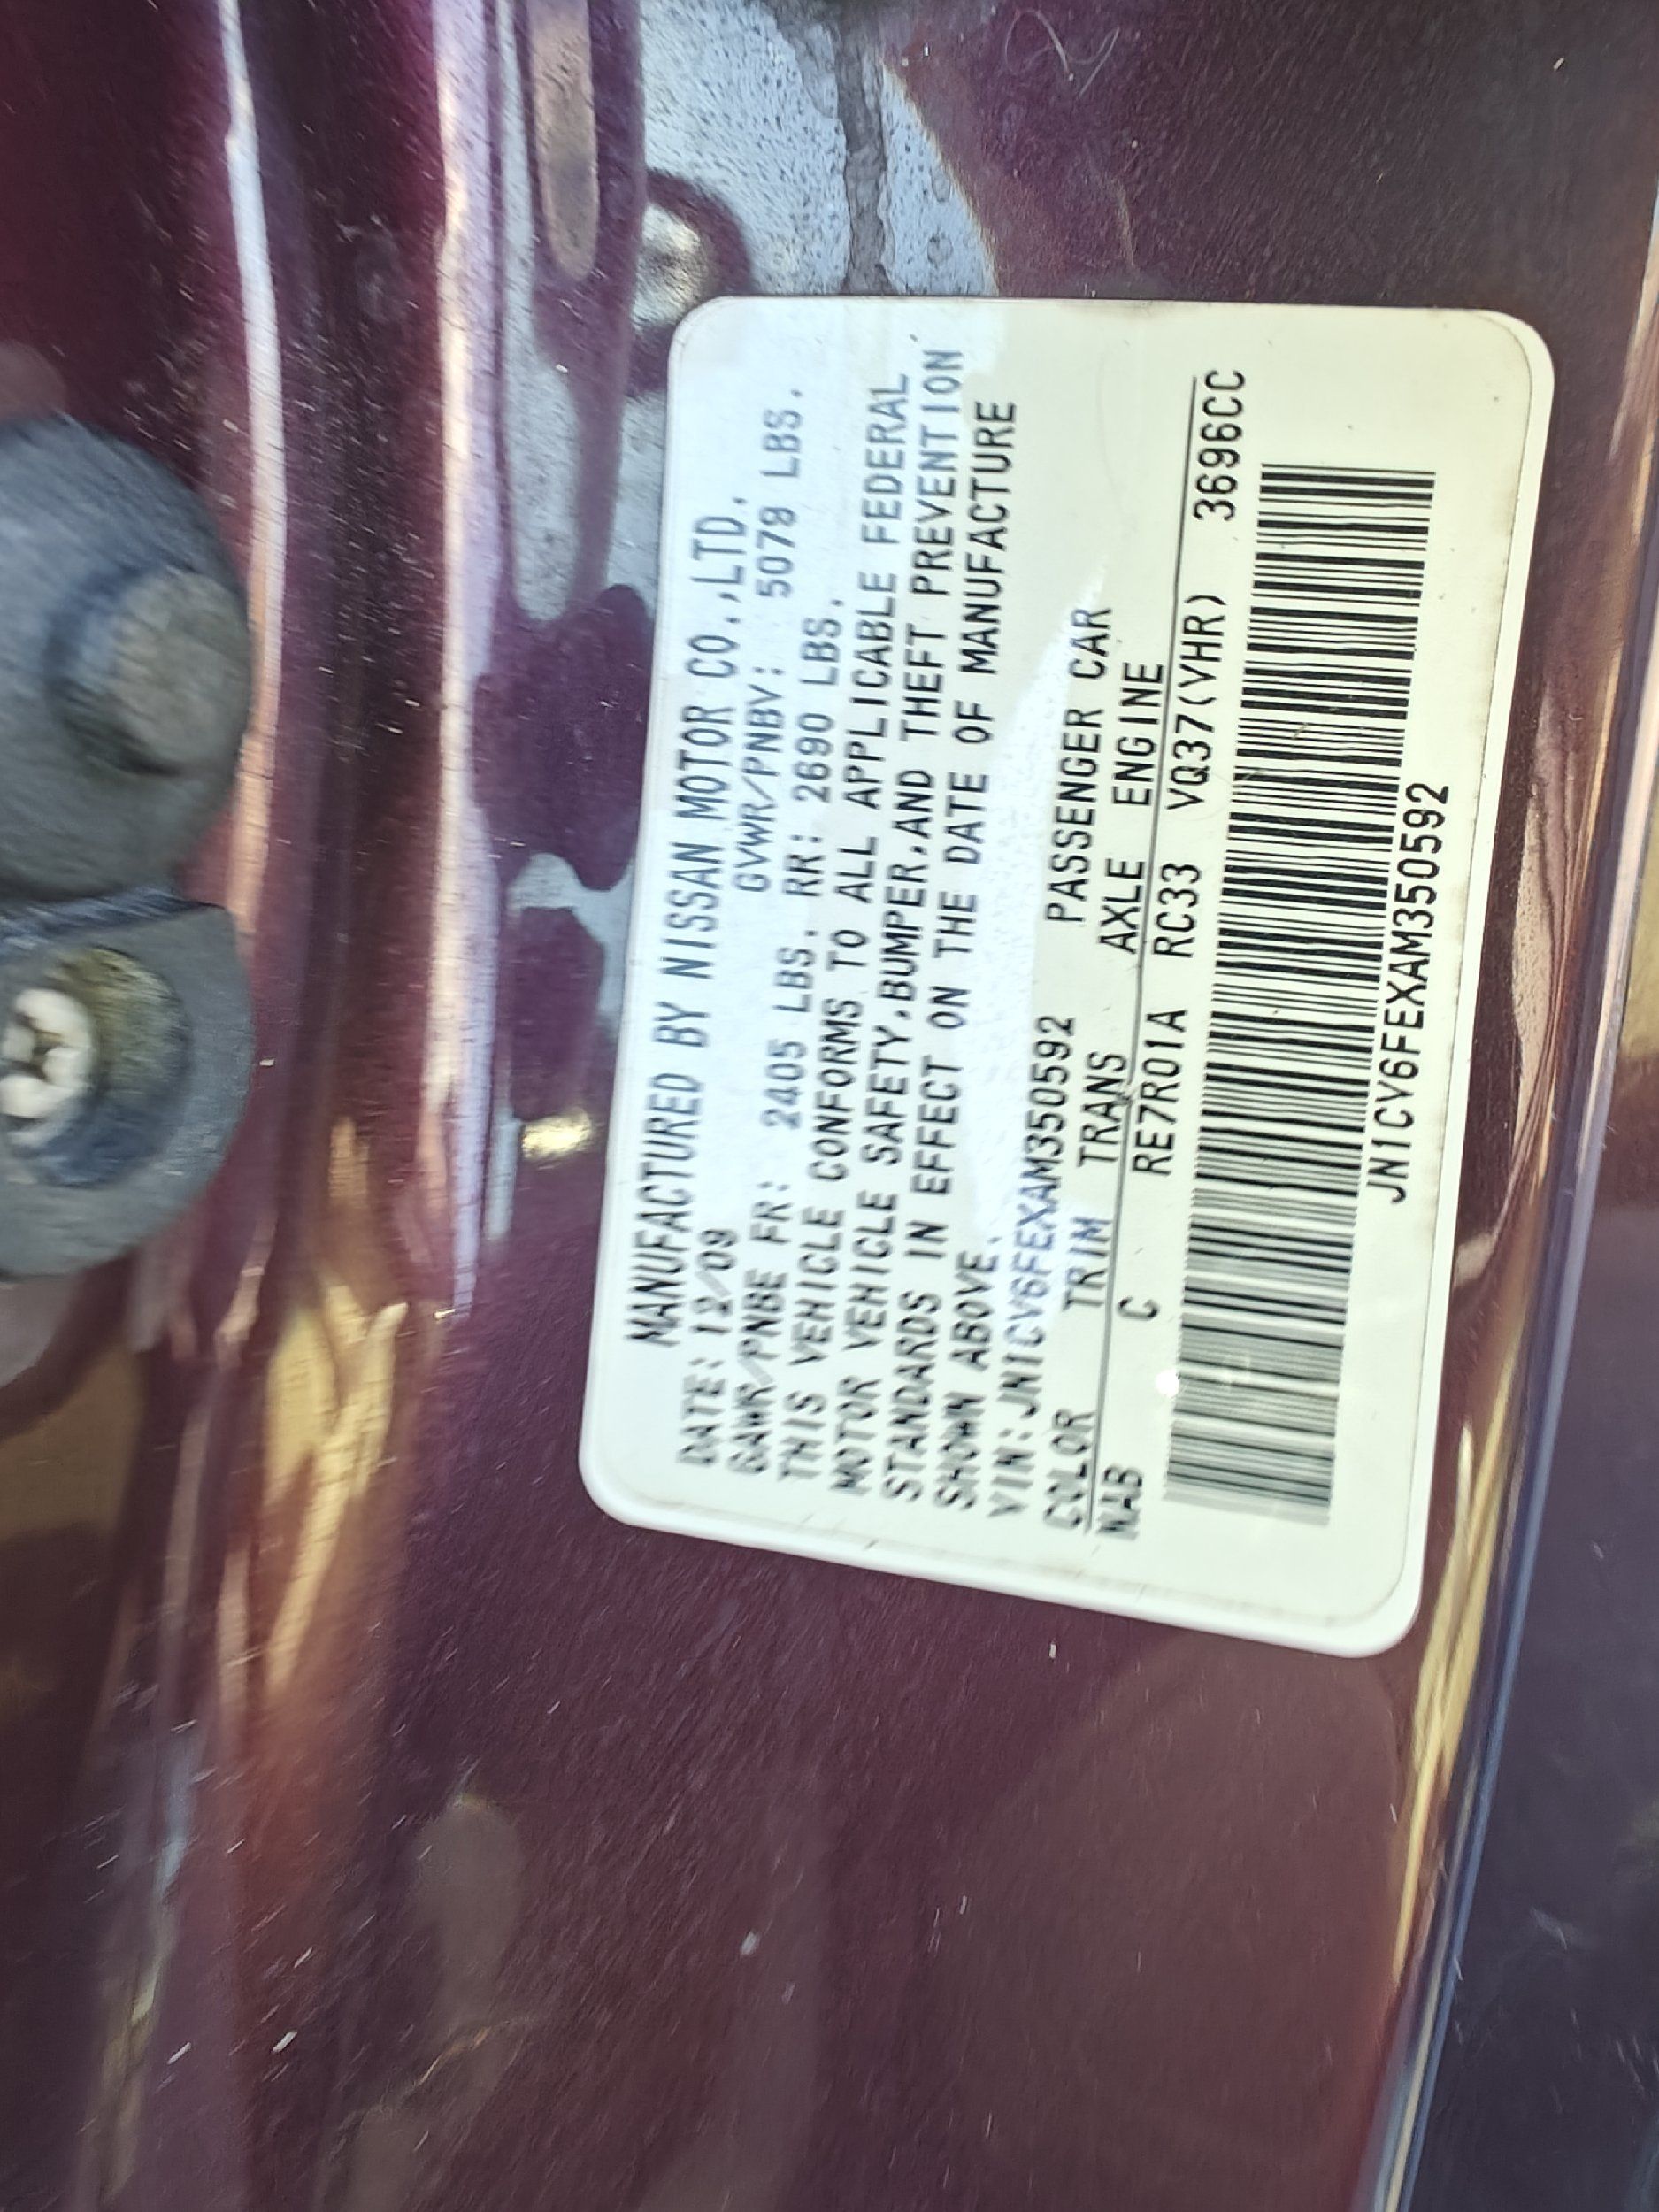 MANUFACTURED BY NISSAN MOTOR CO.,LTD.
DATE: 12/09 GVWR/PNBV: 5079 LBS.
GAWR/PNBE FR: 2405 LBS. RR: 2690 LBS.
THIS VEHICLE CONFORMS TO ALL APPLICABLE FEDERAL
MOTOR VEHICLE SAFETY,BUMPER,AND THEFT PREVENTION
STANDARDS IN EFFECT ON THE DATE OF MANUFACTURE
SHOWN ABOVE.
VIN:JN1CV6FEXAM350592 PASSENGER CAR
COLOR TRIM TRANS AXLE ENGINE
NAB C RE7R01A RC33 VQ37(VHR) 3696CC
JN1CV6FEXAM350592